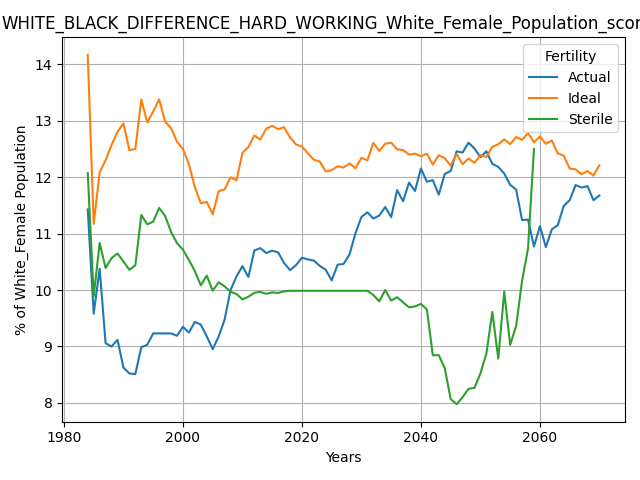 WHITE_BLACK_DIFFERENCE_HARD_WORKING_White_Female_Population_scor
Fertility
Actual
Ideal
Sterile
% of White_Female Population
14
13
12
11
10
9
8
1980
2000
2020
2040
2060
Years